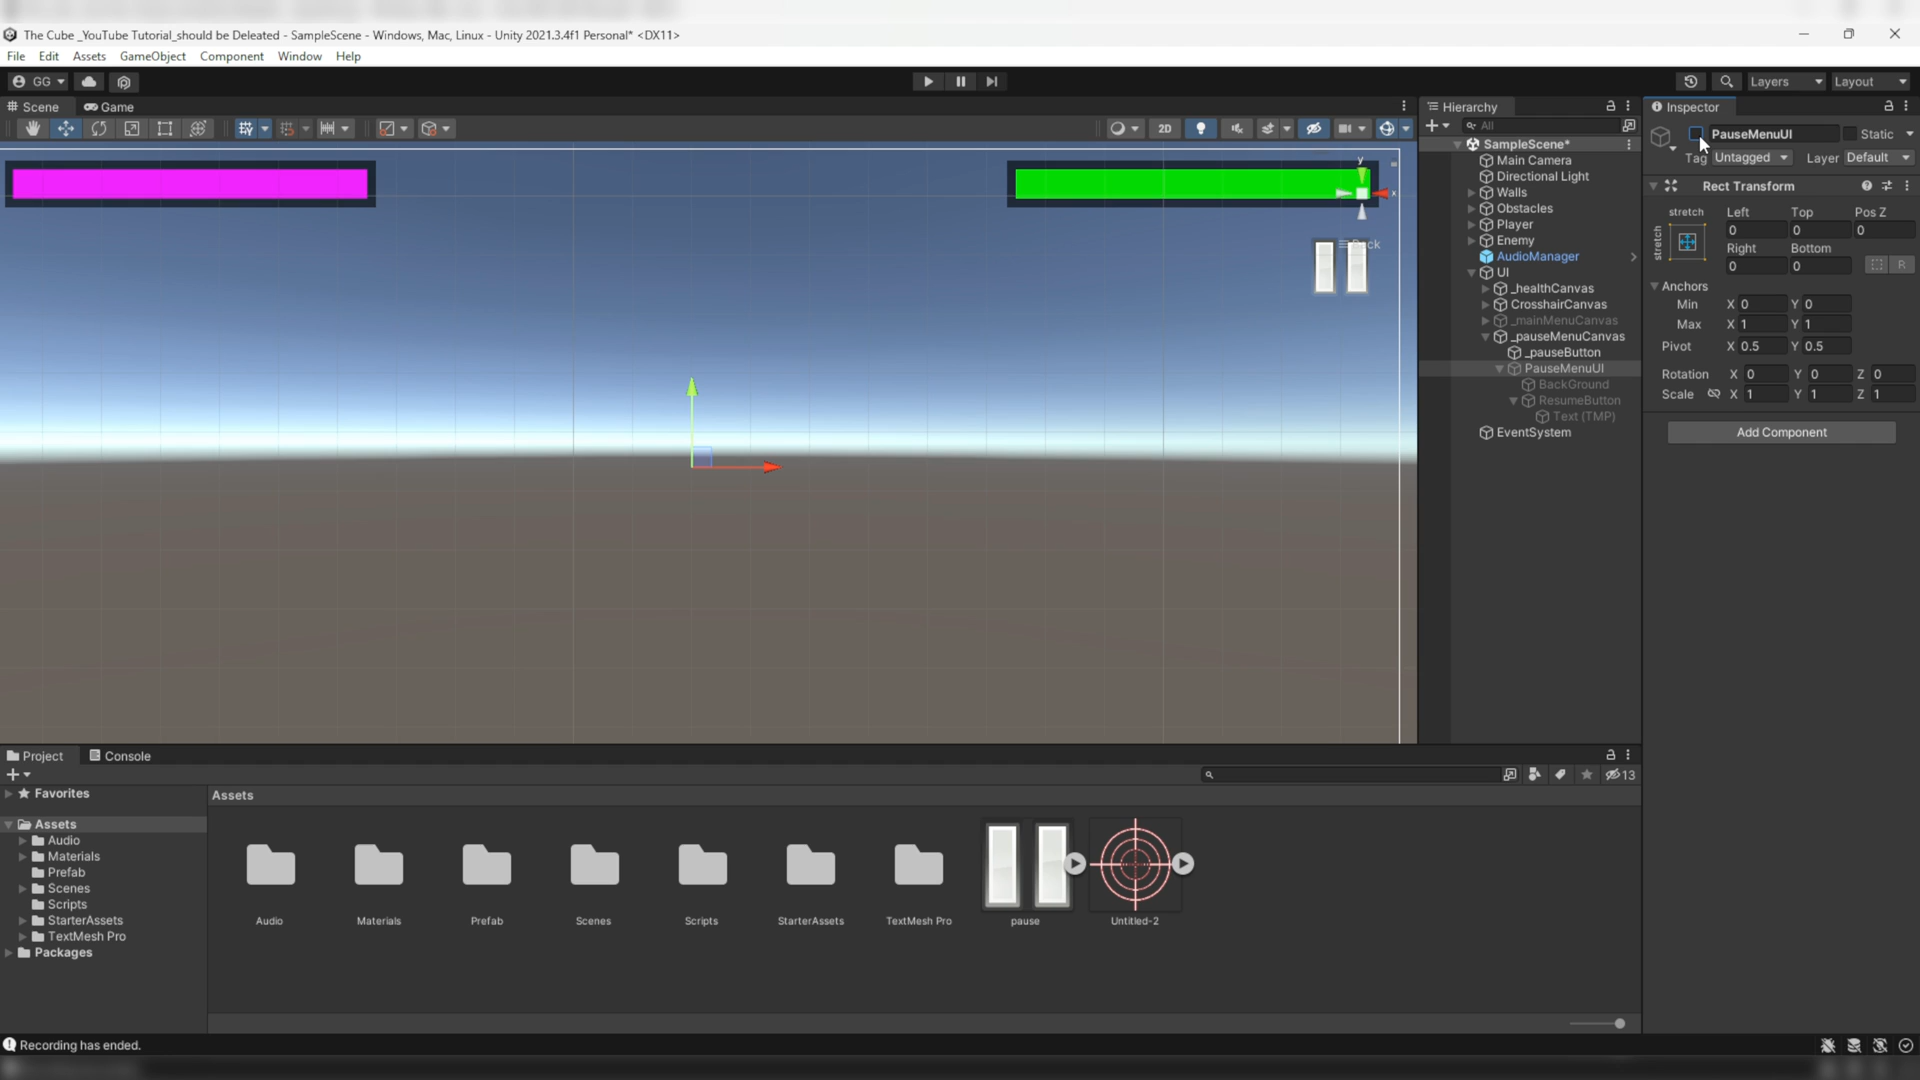 The Cube _YouTube Tutorial_should be Deleated - SampleScene - Windows, Mac, Linux - Unity 2021.3.4f1 Personal* <DX11>
File Edit Assets GameObject Component Window Help
GG Layers Layout
Scene Game
Hierarchy
Inspector
2D
All
PauseMenuUI Static
Tag Untagged Layer Default
SampleScene*
Main Camera
Directional Light
Walls
Obstacles
Player
Enemy
AudioManager
UI
_healthCanvas
CrosshairCanvas
_mainMenuCanvas
_pauseMenuCanvas
_pauseButton
PauseMenuUI
BackGround
ResumeButton
Text (TMP)
EventSystem
y
x
Rect Transform
stretch Left Top Pos Z
stretch 0 0 0
Right Bottom
0 0 R
Anchors
Min X 0 Y 0
Max X 1 Y 1
Pivot X 0.5 Y 0.5
Rotation X 0 Y 0 Z 0
Scale X 1 Y 1 Z 1
Add Component
Project Console
13
Favorites
Assets
Audio
Materials
Prefab
Scenes
Scripts
StarterAssets
TextMesh Pro
Packages
Assets
Audio Materials Prefab Scenes Scripts StarterAssets TextMesh Pro pause Untitled-2
Recording has ended.